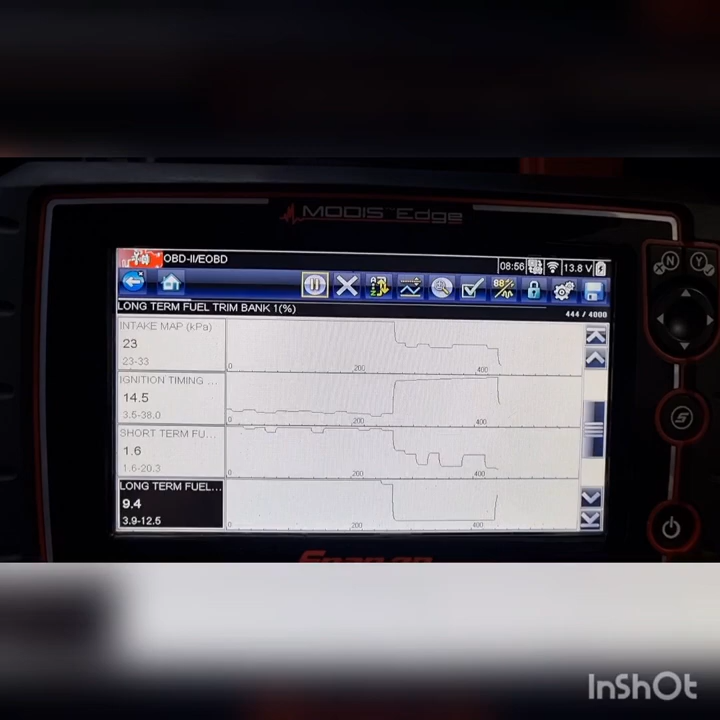 MODIS Edge
OBD-II/EOBD
08:56
13.8 V
N
Y
LONG TERM FUEL TRIM BANK 1(%)
444 / 4000
INTAKE MAP (kPa)
23
23-33
0
200
400
IGNITION TIMING ...
14.5
3.5-38.0
0
200
400
SHORT TERM FU...
1.6
1.6-20.3
0
200
400
LONG TERM FUEL...
9.4
3.9-12.5
0
200
400
S
Snap-on
InShOt